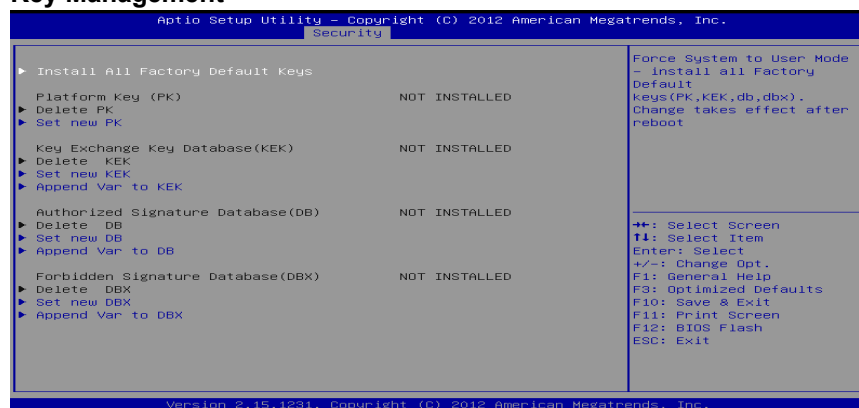 Key Management
Aptio Setup Utility – Copyright (C) 2012 American Megatrends, Inc.
Security
► Install All Factory Default Keys
Platform Key (PK) NOT INSTALLED
► Delete PK
► Set new PK
Key Exchange Key Database(KEK) NOT INSTALLED
► Delete KEK
► Set new KEK
► Append Var to KEK
Authorized Signature Database(DB) NOT INSTALLED
► Delete DB
► Set new DB
► Append Var to DB
Forbidden Signature Database(DBX) NOT INSTALLED
► Delete DBX
► Set new DBX
► Append Var to DBX
Force System to User Mode
– install all Factory
Default
keys(PK,KEK,db,dbx).
Change takes effect after
reboot
→←: Select Screen
↑↓: Select Item
Enter: Select
+/-: Change Opt.
F1: General Help
F3: Optimized Defaults
F10: Save & Exit
F11: Print Screen
F12: BIOS Flash
ESC: Exit
Version 2.15.1231. Copyright (C) 2012 American Megatrends, Inc.